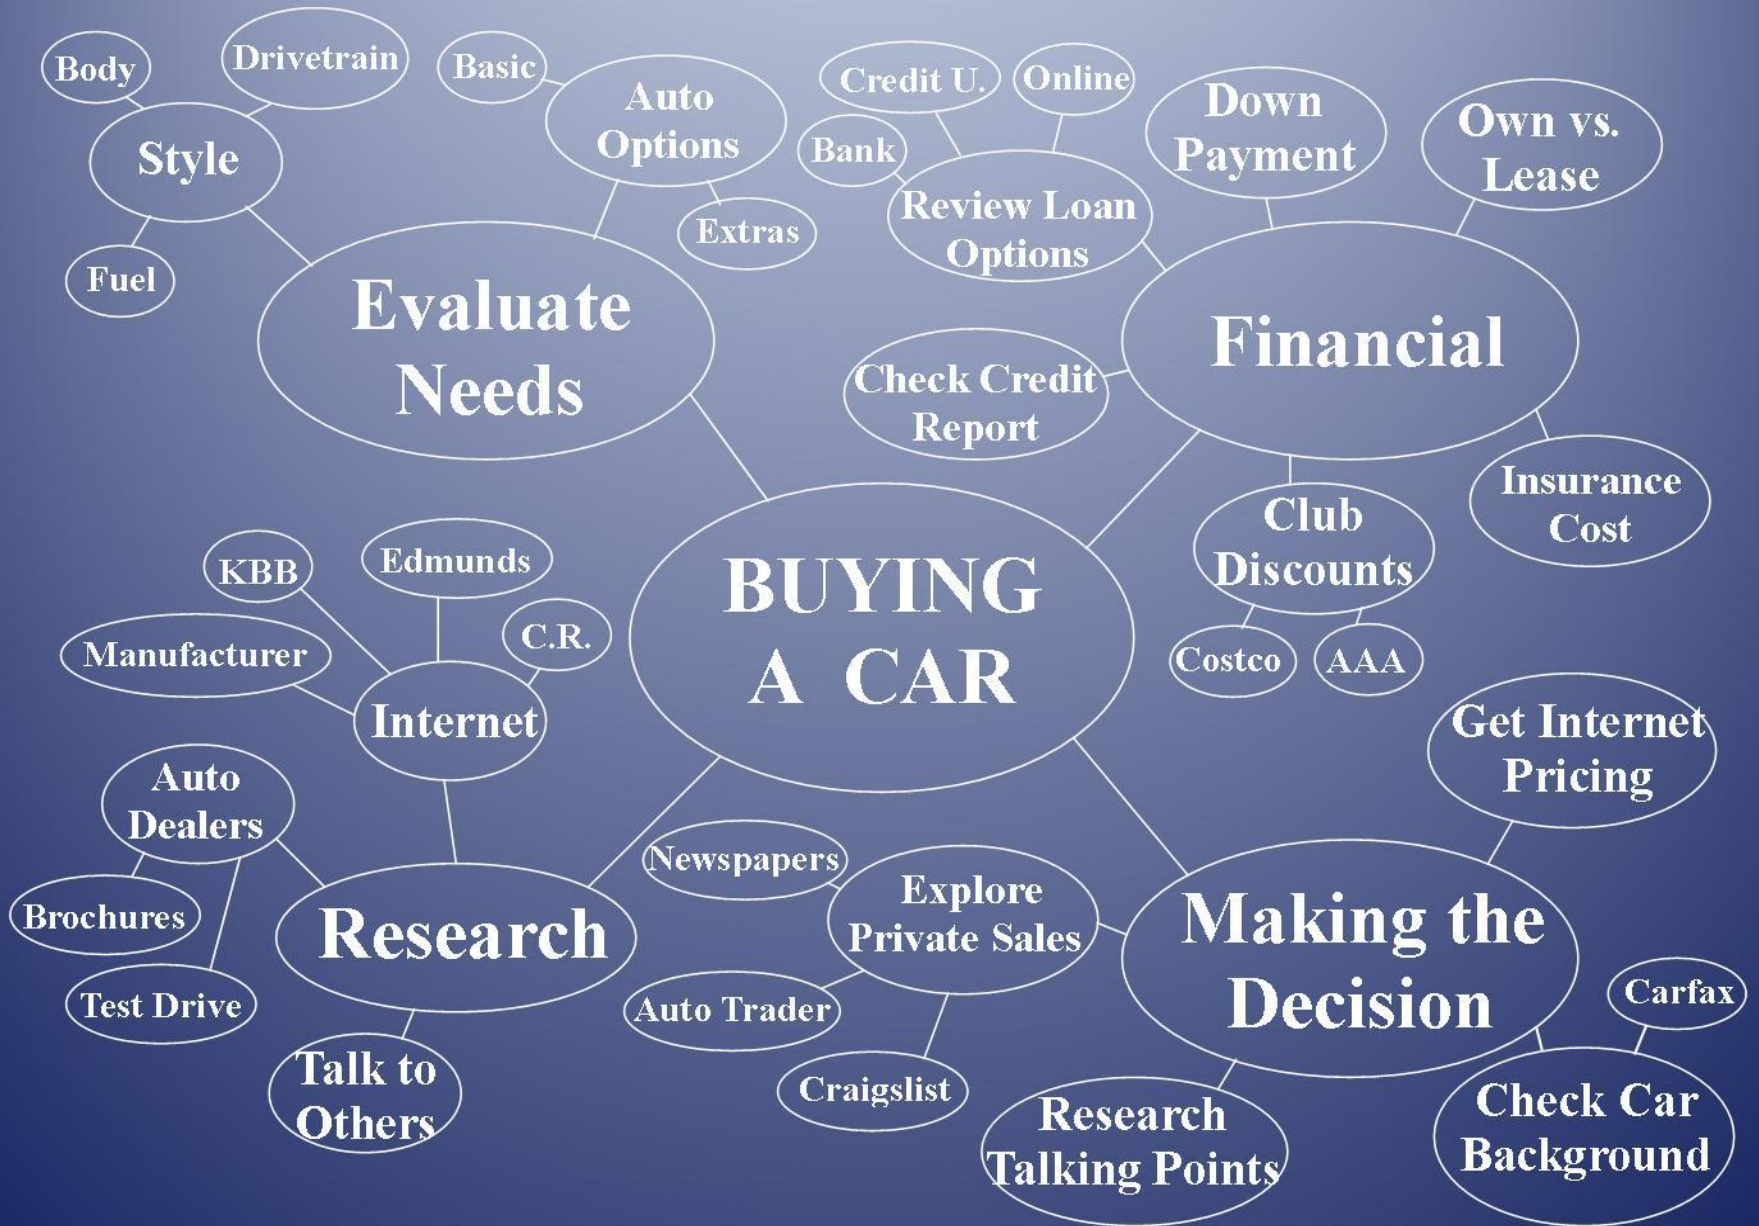 Body
Drivetrain
Style
Fuel
Basic
Auto
Options
Extras
Evaluate
Needs
Credit U.
Online
Bank
Review Loan
Options
Down
Payment
Own vs.
Lease
Financial
Check Credit
Report
Insurance
Cost
Club
Discounts
Costco
AAA
BUYING
A CAR
KBB
Edmunds
C.R.
Manufacturer
Internet
Auto
Dealers
Brochures
Test Drive
Research
Talk to
Others
Newspapers
Explore
Private Sales
Auto Trader
Craigslist
Get Internet
Pricing
Making the
Decision
Carfax
Check Car
Background
Research
Talking Points